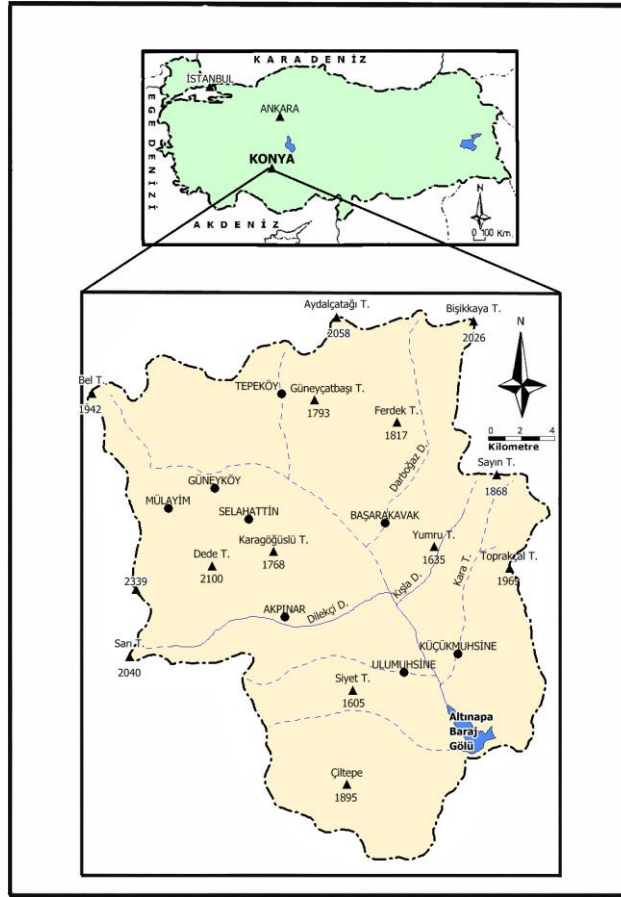 KARADENİZ
İSTANBUL
EGE DENİZİ
ANKARA
KONYA
AKDENİZ
N
0 100 Km.
Aydalçatağı T.
2058
Bişikkaya T.
2026
N
Bel T.
1942
TEPEKÖY
Güneyçatbaşı T.
1793
Ferdek T.
1817
0 2 4
Kilometre
Darboğaz D.
Sayın T.
1868
GÜNEYKÖY
MÜLAYİM
SELAHATTİN
BAŞARAKAVAK
Karagöğüslü T.
1768
Yumru T.
1635
Dede T.
2100
Kara T.
Toprakçal T.
1969
2339
Kışla D.
AKPINAR
Dilekçi D.
Sarı T.
2040
KÜÇÜKMUHSİNE
ULUMUHSİNE
Siyet T.
1605
Altınapa
Baraj
Gölü
Çiltepe
1895